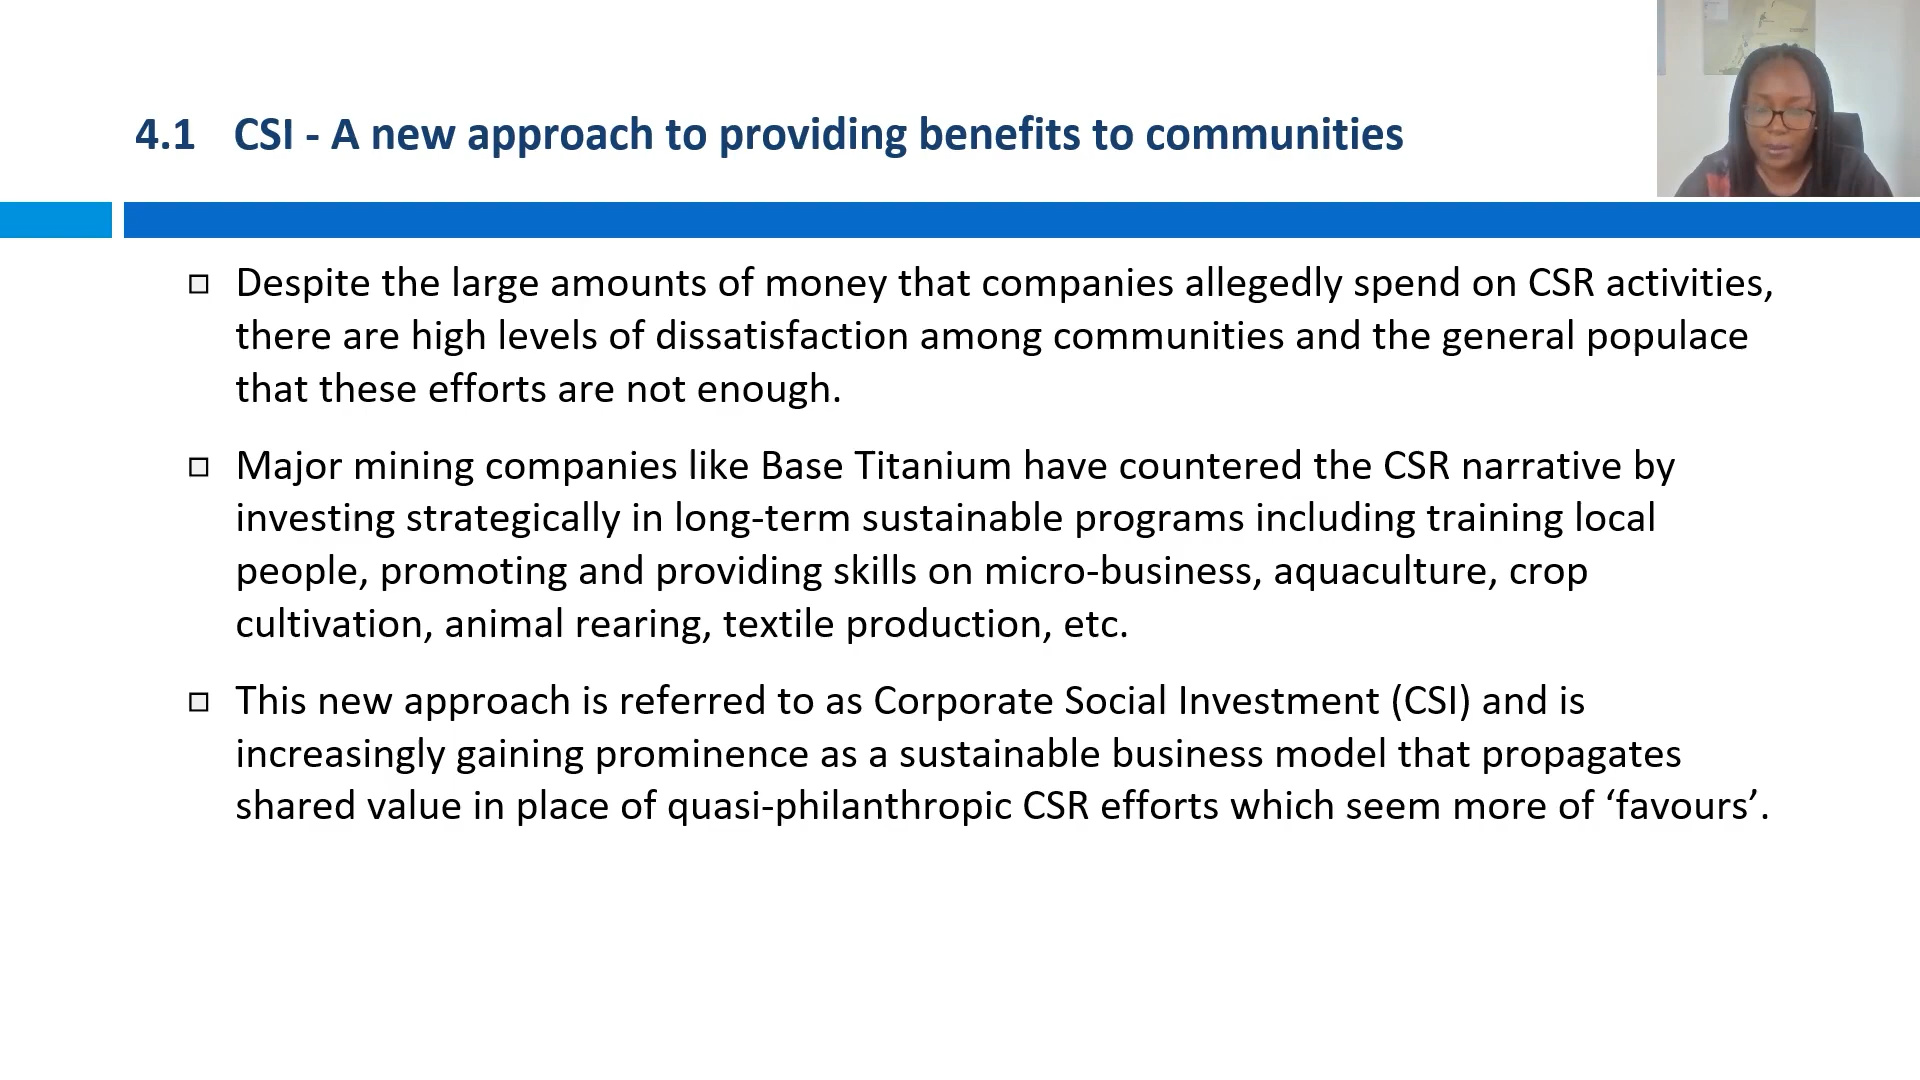 4.1 CSI - A new approach to providing benefits to communities
Despite the large amounts of money that companies allegedly spend on CSR activities,
there are high levels of dissatisfaction among communities and the general populace
that these efforts are not enough.
Major mining companies like Base Titanium have countered the CSR narrative by
investing strategically in long-term sustainable programs including training local
people, promoting and providing skills on micro-business, aquaculture, crop
cultivation, animal rearing, textile production, etc.
This new approach is referred to as Corporate Social Investment (CSI) and is
increasingly gaining prominence as a sustainable business model that propagates
shared value in place of quasi-philanthropic CSR efforts which seem more of ‘favours’.